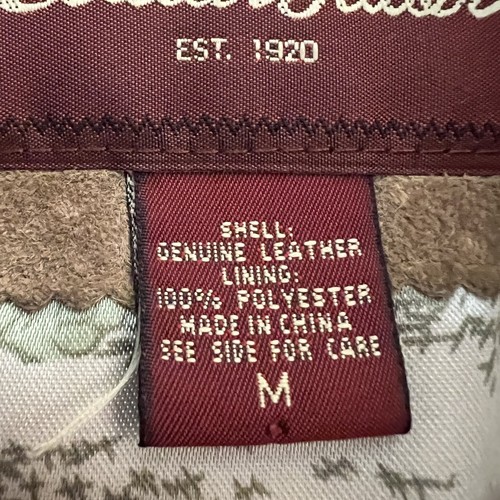 EST. 1920
SHELL:
GENUINE LEATHER
LINING:
100% POLYESTER
MADE IN CHINA
SEE SIDE FOR CARE
M